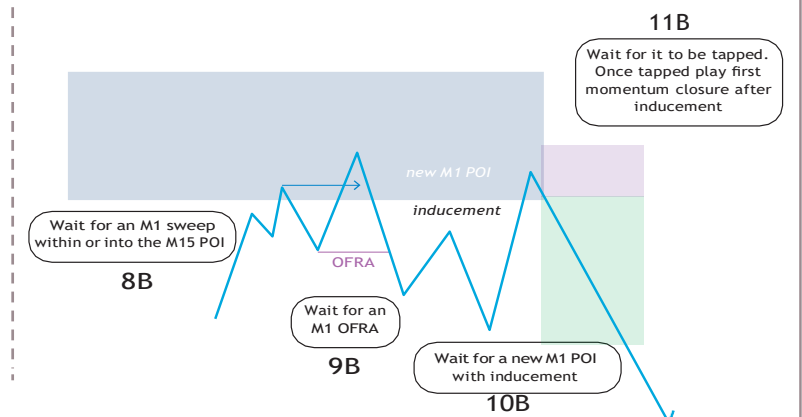 11B
Wait for it to be tapped.
Once tapped play first
momentum closure after
inducement
new M1 POI
inducement
Wait for an M1 sweep
within or into the M15 POI
8B
OFRA
Wait for an
M1 OFRA
9B
Wait for a new M1 POI
with inducement
10B